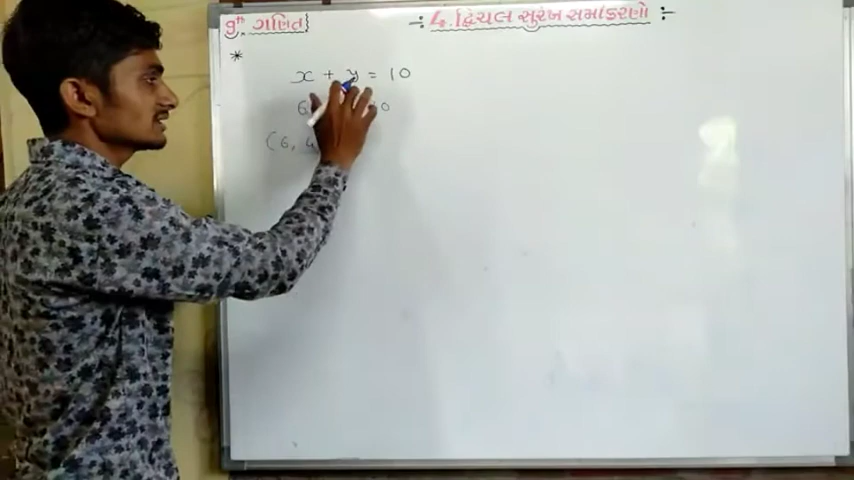 9th ગણિત
÷ 4. દ્વિચલ સુરેખ સમીકરણો ÷
*
x + y = 10
6
(6, 4